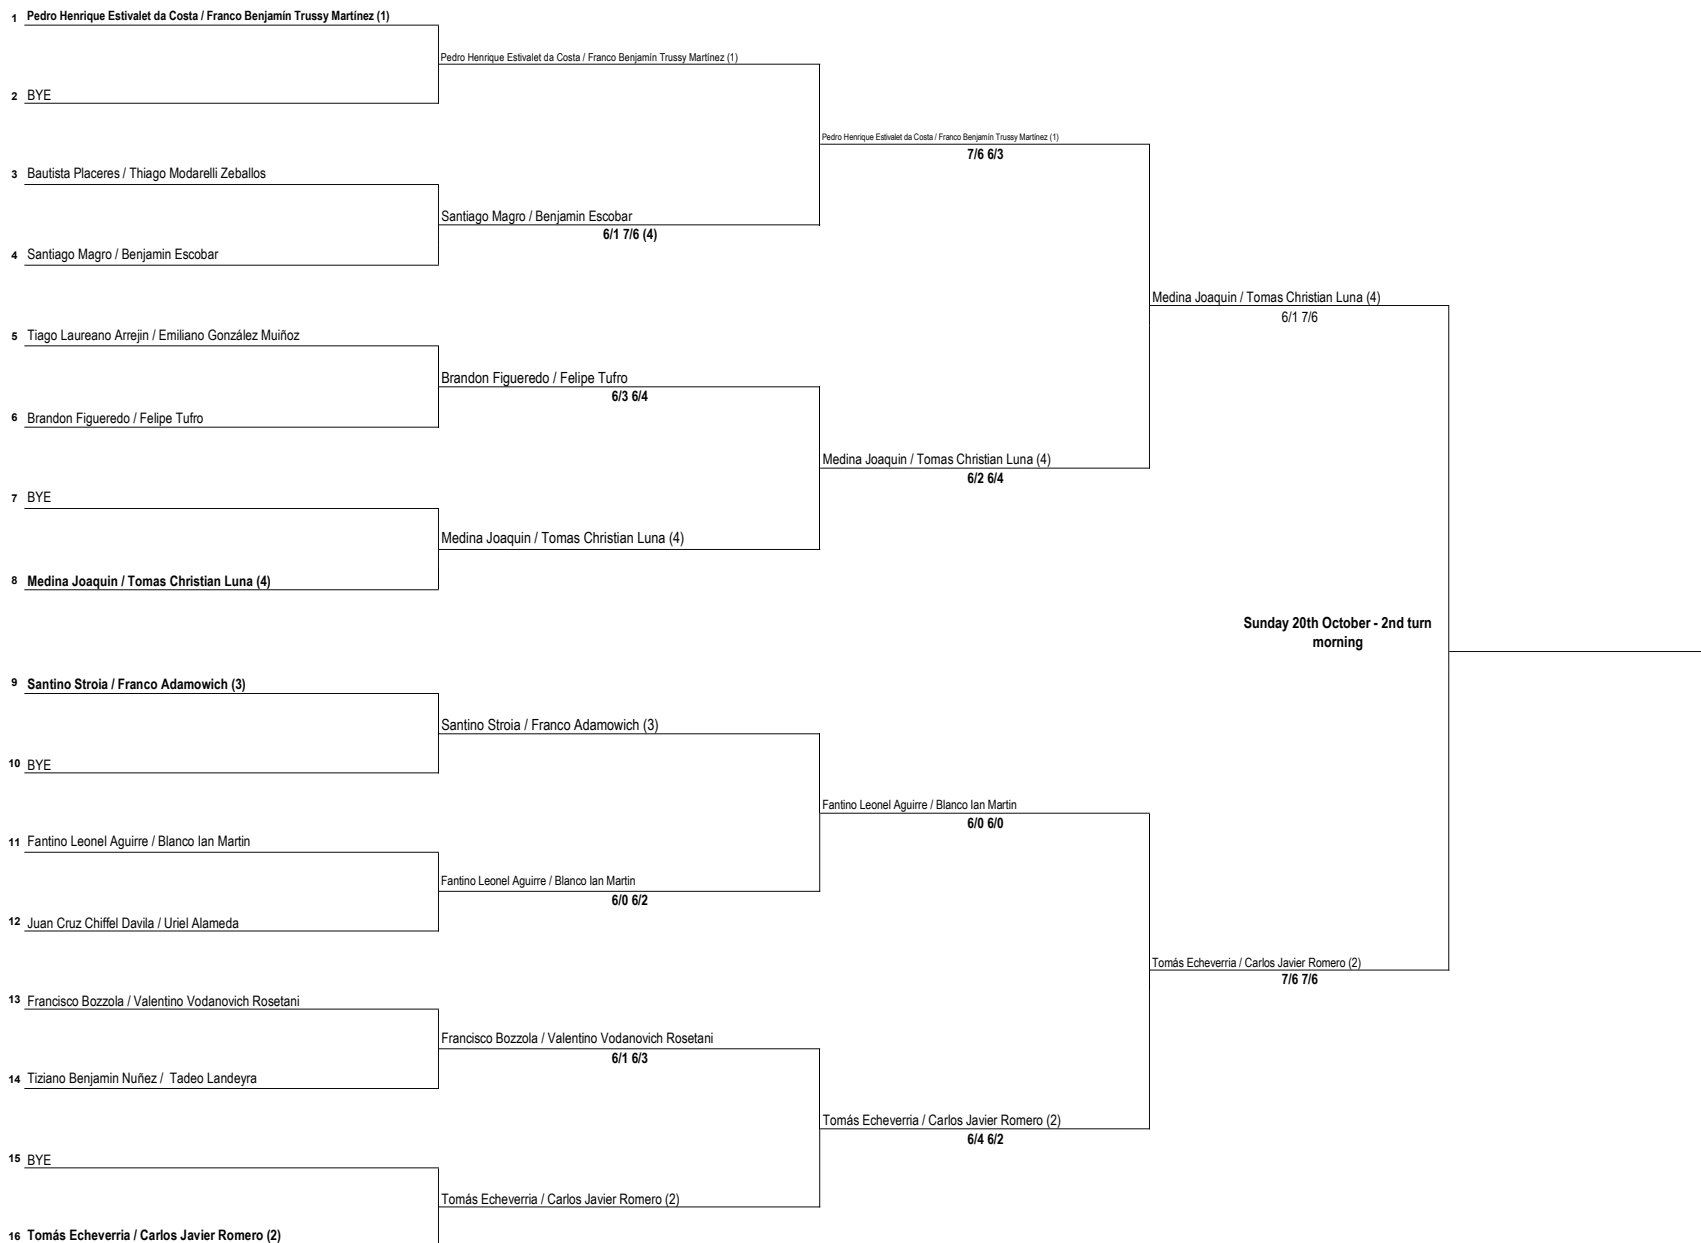 1 Pedro Henrique Estivalet da Costa / Franco Benjamín Trussy Martínez (1)
Pedro Henrique Estivalet da Costa / Franco Benjamín Trussy Martínez (1)
2 BYE
Pedro Henrique Estivalet da Costa / Franco Benjamín Trussy Martínez (1)
7/6 6/3
3 Bautista Placeres / Thiago Modarelli Zeballos
Santiago Magro / Benjamin Escobar
6/1 7/6 (4)
4 Santiago Magro / Benjamin Escobar
Medina Joaquin / Tomas Christian Luna (4)
6/1 7/6
5 Tiago Laureano Arrejin / Emiliano González Muiñoz
Brandon Figueredo / Felipe Tufro
6/3 6/4
6 Brandon Figueredo / Felipe Tufro
Medina Joaquin / Tomas Christian Luna (4)
6/2 6/4
7 BYE
Medina Joaquin / Tomas Christian Luna (4)
8 Medina Joaquin / Tomas Christian Luna (4)
Sunday 20th October - 2nd turn
morning
9 Santino Stroia / Franco Adamowich (3)
Santino Stroia / Franco Adamowich (3)
10 BYE
Fantino Leonel Aguirre / Blanco Ian Martin
6/0 6/0
11 Fantino Leonel Aguirre / Blanco Ian Martin
Fantino Leonel Aguirre / Blanco Ian Martin
6/0 6/2
12 Juan Cruz Chiffel Davila / Uriel Alameda
Tomás Echeverria / Carlos Javier Romero (2)
7/6 7/6
13 Francisco Bozzola / Valentino Vodanovich Rosetani
Francisco Bozzola / Valentino Vodanovich Rosetani
6/1 6/3
14 Tiziano Benjamin Nuñez / Tadeo Landeyra
Tomás Echeverria / Carlos Javier Romero (2)
6/4 6/2
15 BYE
Tomás Echeverria / Carlos Javier Romero (2)
16 Tomás Echeverria / Carlos Javier Romero (2)